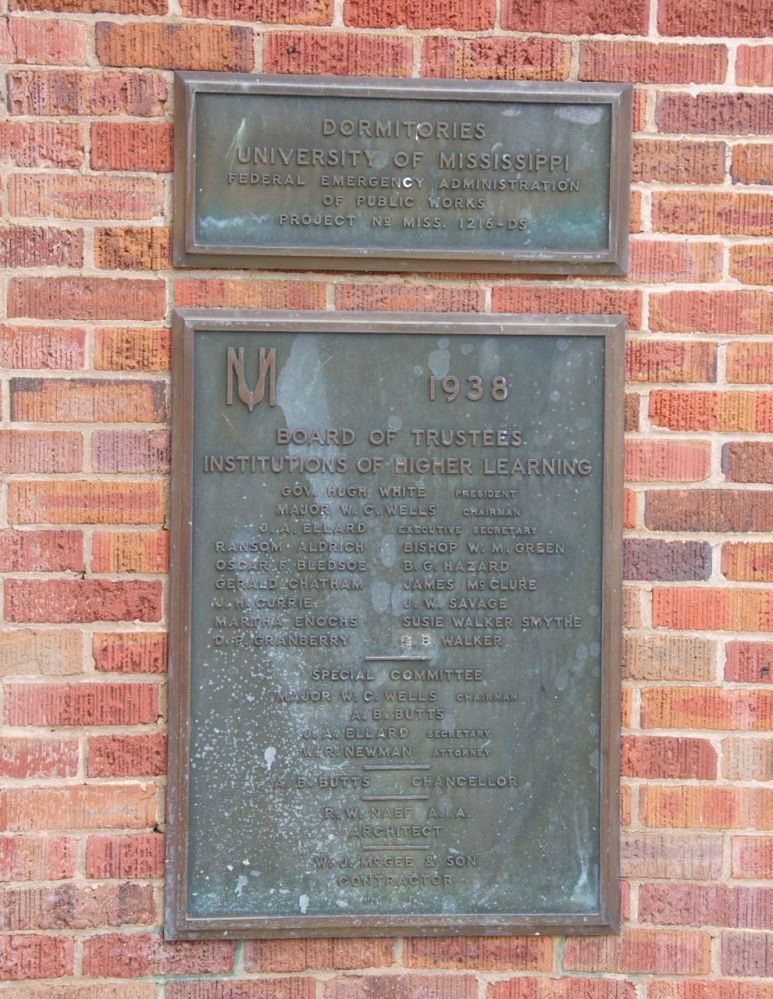 DORMITORIES
UNIVERSITY OF MISSISSIPPI
FEDERAL EMERGENCY ADMINISTRATION
OF PUBLIC WORKS
PROJECT No MISS. 1216-DS
1938
BOARD OF TRUSTEES
INSTITUTIONS OF HIGHER LEARNING
GOV. HUGH WHITE PRESIDENT
MAJOR W. C. WELLS CHAIRMAN
J. A. ELLARD EXECUTIVE SECRETARY
RANSOM ALDRICH BISHOP W. M. GREEN
OSCAR F. BLEDSOE B. G. HAZARD
GERALD CHATHAM JAMES McCLURE
J. H. CURRIE J. W. SAVAGE
MARTHA ENOCHS SUSIE WALKER SMYTHE
D. F. GRANBERRY WALKER
SPECIAL COMMITTEE
MAJOR W. C. WELLS CHAIRMAN
A. B. BUTTS
J. A. ELLARD SECRETARY
W. R. NEWMAN ATTORNEY
A. B. BUTTS CHANCELLOR
R. W. NAEF A.I.A.
ARCHITECT
W. J. McGEE & SON
CONTRACTOR